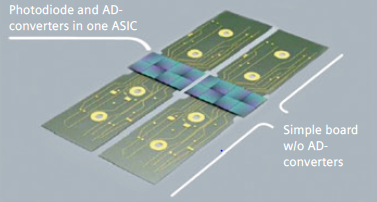 Photodiode and AD-
converters in one ASIC
Simple board
w/o AD-
converters